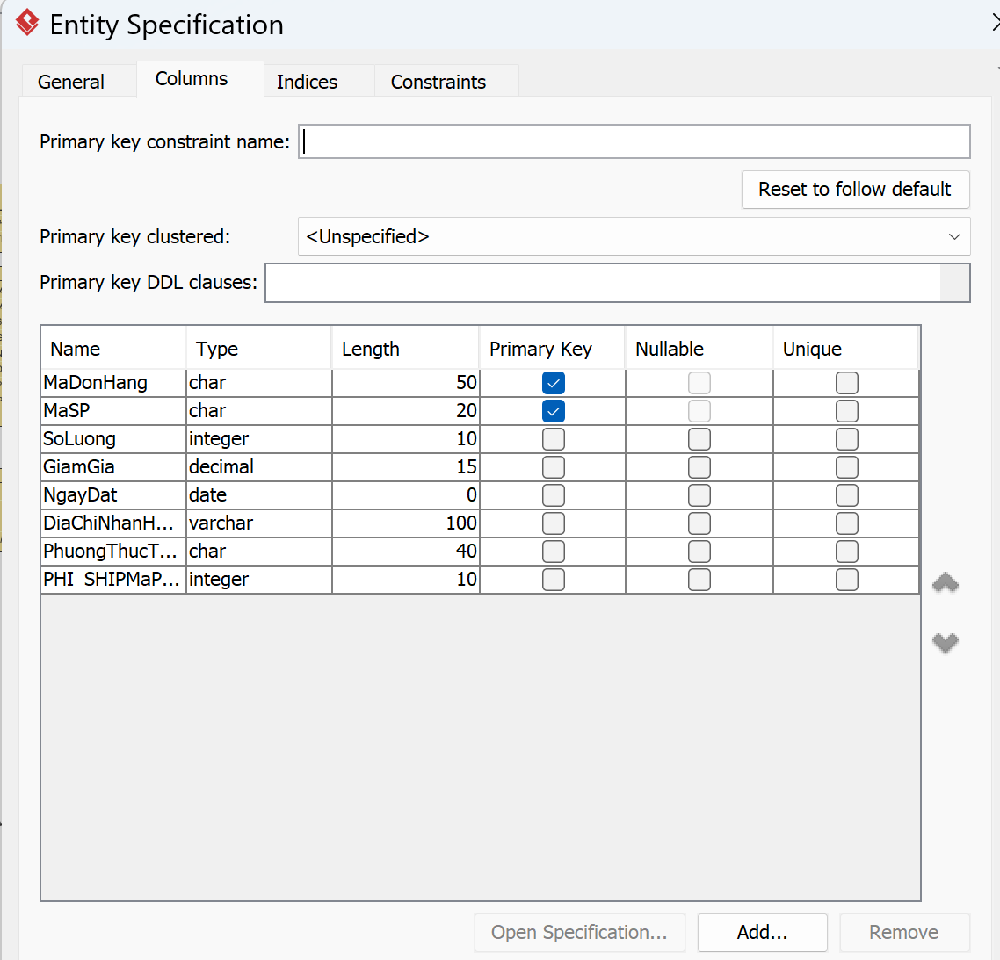 Entity Specification
General Columns Indices Constraints
Primary key constraint name:
Reset to follow default
Primary key clustered: <Unspecified>
Primary key DDL clauses:
Name Type Length Primary Key Nullable Unique
MaDonHang char 50
MaSP char 20
SoLuong integer 10
GiamGia decimal 15
NgayDat date 0
DiaChiNhanH... varchar 100
PhuongThucT... char 40
PHI_SHIPMaP... integer 10
Open Specification... Add... Remove